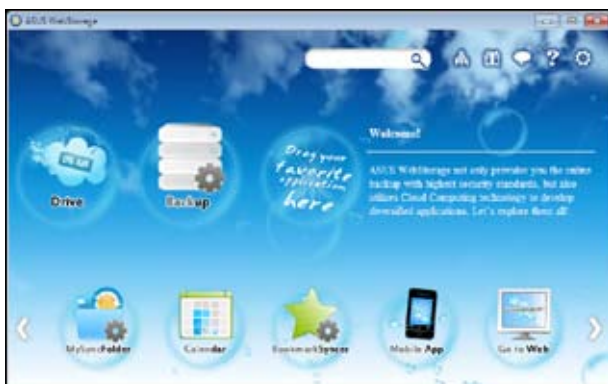 ASUS WebStorage
Welcome!
Drive
Backup
Drag your
favorite
application
here
ASUS WebStorage not only provides you the online
backup with highest security standards, but also
utilizes Cloud Computing technology to develop
diversified applications. Let's explore them all!
MySyncFolder
Calendar
BookmarkSyncer
Mobile App
Go to Web